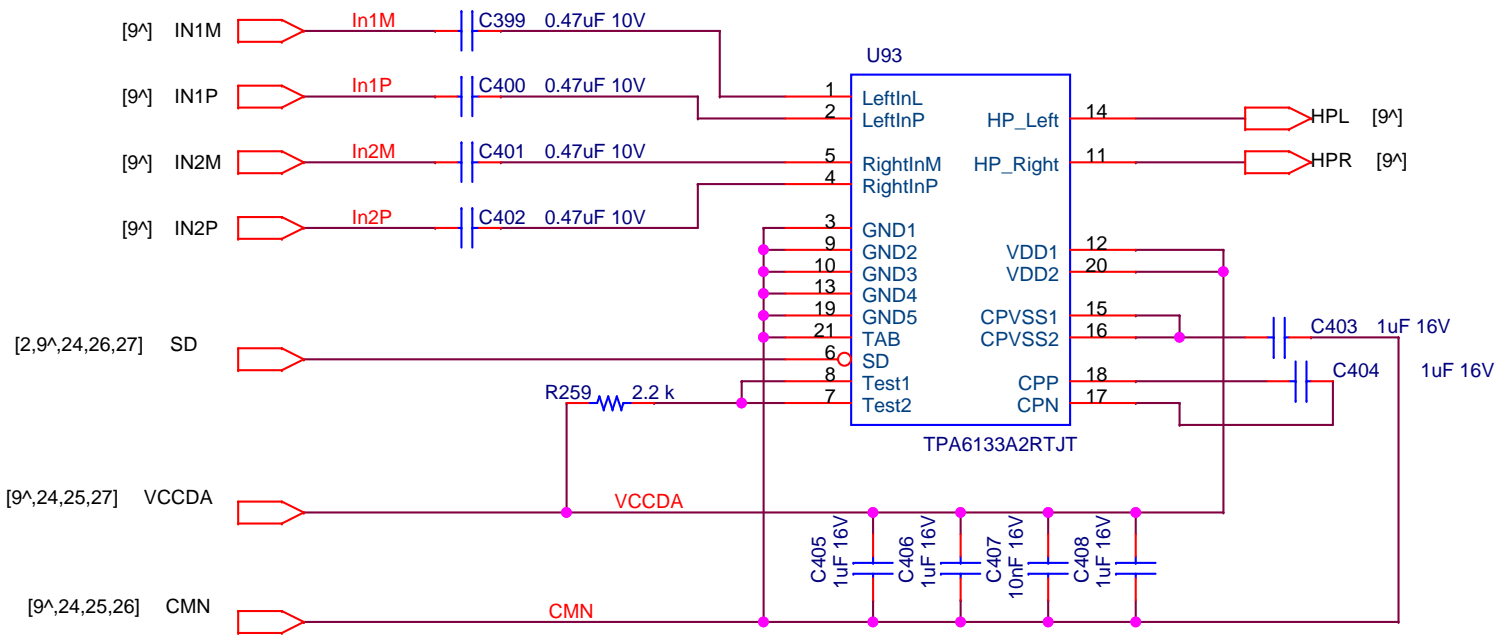 [9^] IN1M In1M C399 0.47uF 10V
U93
[9^] IN1P In1P C400 0.47uF 10V
1 LeftInL
2 LeftInP HP_Left 14 HPL [9^]
[9^] IN2M In2M C401 0.47uF 10V
5 RightInM HP_Right 11 HPR [9^]
4 RightInP
[9^] IN2P In2P C402 0.47uF 10V
3 GND1
9 GND2 VDD1 12
10 GND3 VDD2 20
13 GND4
19 GND5 CPVSS1 15
21 TAB CPVSS2 16 C403 1uF 16V
[2,9^,24,26,27] SD 6 SD
8 Test1 CPP 18 C404 1uF 16V
R259 2.2 k 7 Test2 CPN 17
TPA6133A2RTJT
[9^,24,25,27] VCCDA VCCDA
C405 1uF 16V
C406 1uF 16V
C407 10nF 16V
C408 1uF 16V
[9^,24,25,26] CMN CMN